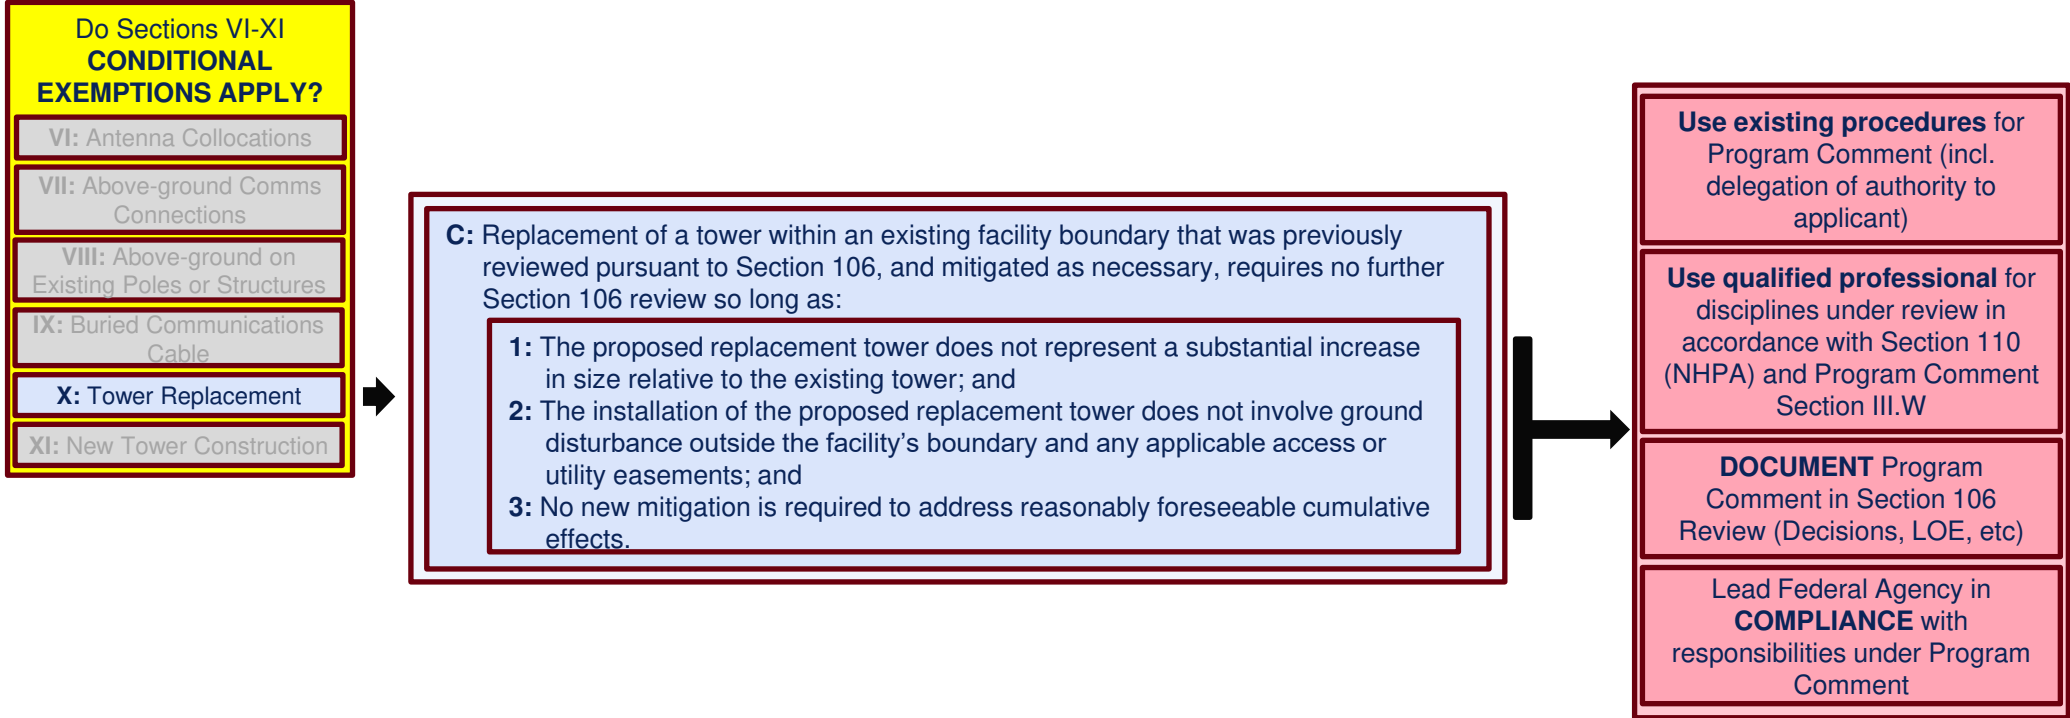 Do Sections VI-XI
CONDITIONAL
EXEMPTIONS APPLY?
VI: Antenna Collocations
VII: Above-ground Comms
Connections
VIII: Above-ground on
Existing Poles or Structures
IX: Buried Communications
Cable
X: Tower Replacement
XI: New Tower Construction
C: Replacement of a tower within an existing facility boundary that was previously
reviewed pursuant to Section 106, and mitigated as necessary, requires no further
Section 106 review so long as:
1: The proposed replacement tower does not represent a substantial increase
in size relative to the existing tower; and
2: The installation of the proposed replacement tower does not involve ground
disturbance outside the facility’s boundary and any applicable access or
utility easements; and
3: No new mitigation is required to address reasonably foreseeable cumulative
effects.
Use existing procedures for
Program Comment (incl.
delegation of authority to
applicant)
Use qualified professional for
disciplines under review in
accordance with Section 110
(NHPA) and Program Comment
Section III.W
DOCUMENT Program
Comment in Section 106
Review (Decisions, LOE, etc)
Lead Federal Agency in
COMPLIANCE with
responsibilities under Program
Comment